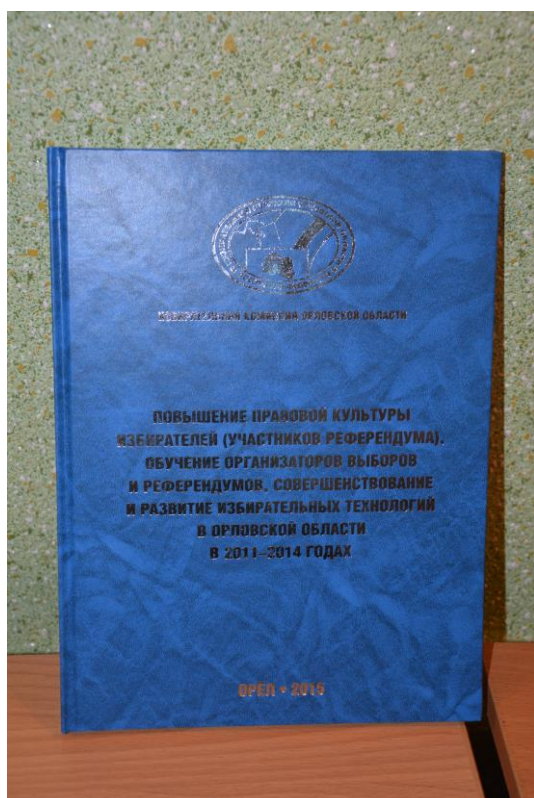 ИЗБИРАТЕЛЬНАЯ КОМИССИЯ ОРЛОВСКОЙ ОБЛАСТИ
ПОВЫШЕНИЕ ПРАВОВОЙ КУЛЬТУРЫ
ИЗБИРАТЕЛЕЙ (УЧАСТНИКОВ РЕФЕРЕНДУМА),
ОБУЧЕНИЕ ОРГАНИЗАТОРОВ ВЫБОРОВ
И РЕФЕРЕНДУМОВ, СОВЕРШЕНСТВОВАНИЕ
И РАЗВИТИЕ ИЗБИРАТЕЛЬНЫХ ТЕХНОЛОГИЙ
В ОРЛОВСКОЙ ОБЛАСТИ
В 2011–2014 ГОДАХ
ОРЕЛ • 2015